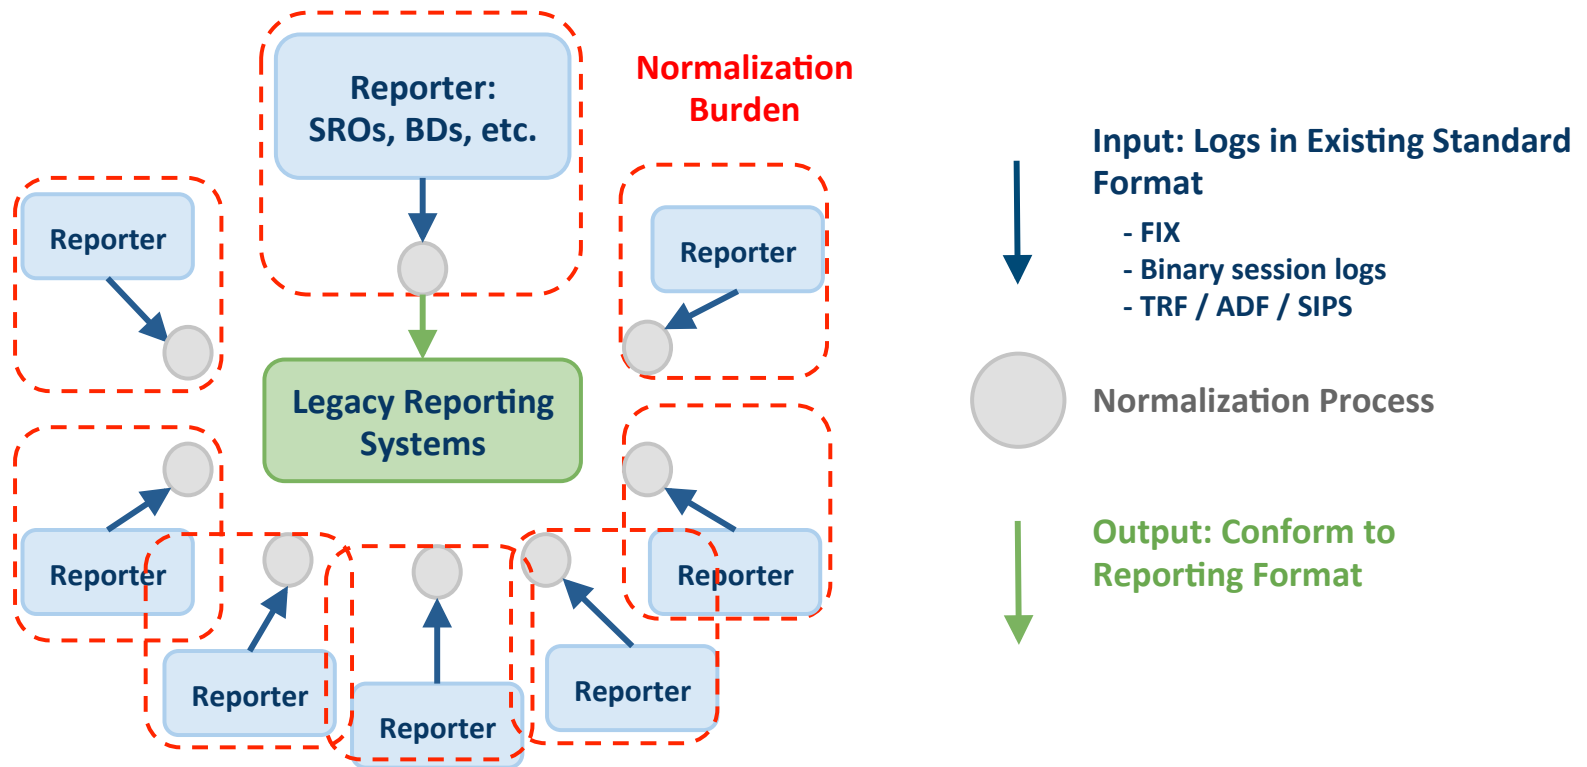 Reporter:
SROs, BDs, etc.
Normalization
Burden
Reporter
Reporter
Legacy Reporting
Systems
Reporter
Reporter
Reporter
Reporter
Reporter
Input: Logs in Existing Standard
Format
- FIX
- Binary session logs
- TRF / ADF / SIPS
Normalization Process
Output: Conform to
Reporting Format